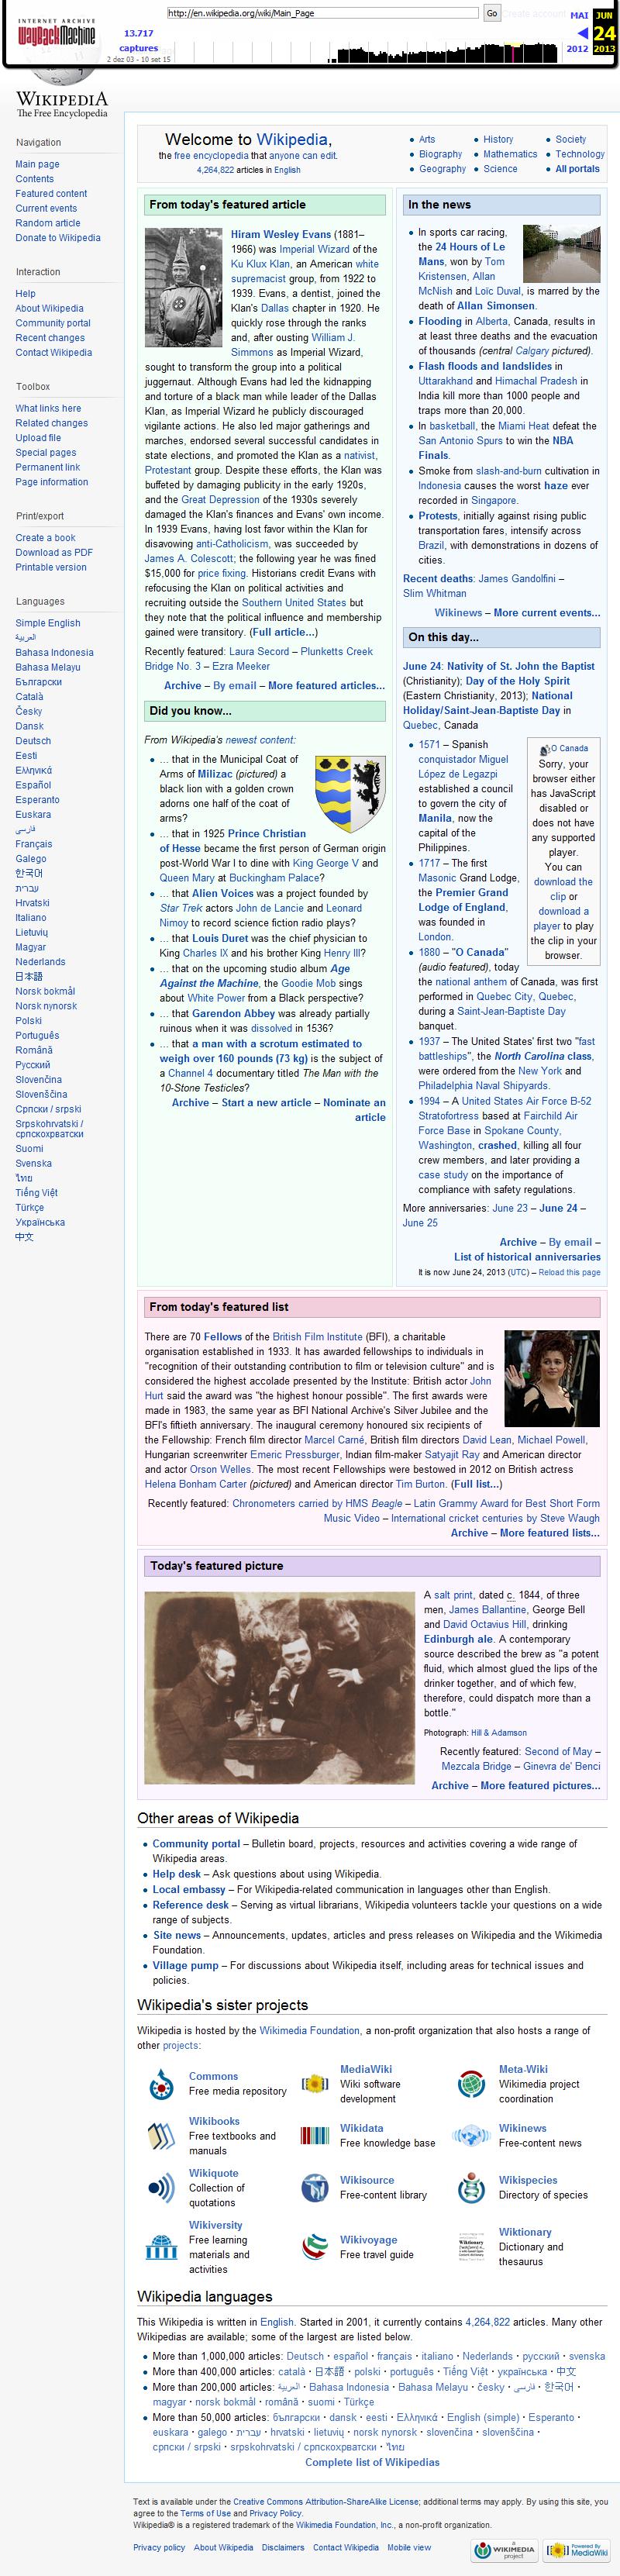 INTERNET ARCHIVE
WayBackMachine
http://en.wikipedia.org/wiki/Main_Page
Go
Create account
13.717
captures
2 dez 03 - 10 set 15
MAI
JUN
24
2012
2013
WIKIPEDIA
The Free Encyclopedia
Navigation
Main page
Contents
Featured content
Current events
Random article
Donate to Wikipedia
Interaction
Help
About Wikipedia
Community portal
Recent changes
Contact Wikipedia
Toolbox
What links here
Related changes
Upload file
Special pages
Permanent link
Page information
Print/export
Create a book
Download as PDF
Printable version
Languages
Simple English
العربية
Bahasa Indonesia
Bahasa Melayu
Български
Català
Česky
Dansk
Deutsch
Eesti
Ελληνικά
Español
Esperanto
Euskara
فارسی
Français
Galego
한국어
עברית
Hrvatski
Italiano
Lietuvių
Magyar
Nederlands
日本語
Norsk bokmål
Norsk nynorsk
Polski
Português
Română
Русский
Slovenčina
Slovenščina
Српски / srpski
Srpskohrvatski /
српскохрватски
Suomi
Svenska
ไทย
Tiếng Việt
Türkçe
Українська
中文
Welcome to Wikipedia,
the free encyclopedia that anyone can edit.
4,264,822 articles in English
Arts
Biography
Geography
History
Mathematics
Science
Society
Technology
All portals
From today's featured article
Hiram Wesley Evans (1881–
1966) was Imperial Wizard of the
Ku Klux Klan, an American white
supremacist group, from 1922 to
1939. Evans, a dentist, joined the
Klan's Dallas chapter in 1920. He
quickly rose through the ranks
and, after ousting William J.
Simmons as Imperial Wizard,
sought to transform the group into a political
juggernaut. Although Evans had led the kidnapping
and torture of a black man while leader of the Dallas
Klan, as Imperial Wizard he publicly discouraged
vigilante actions. He also led major gatherings and
marches, endorsed several successful candidates in
state elections, and promoted the Klan as a nativist,
Protestant group. Despite these efforts, the Klan was
buffeted by damaging publicity in the early 1920s,
and the Great Depression of the 1930s severely
damaged the Klan's finances and Evans' own income.
In 1939 Evans, having lost favor within the Klan for
disavowing anti-Catholicism, was succeeded by
James A. Colescott; the following year he was fined
$15,000 for price fixing. Historians credit Evans with
refocusing the Klan on political activities and
recruiting outside the Southern United States but
they note that the political influence and membership
gained were transitory. (Full article...)
Recently featured: Laura Secord – Plunketts Creek
Bridge No. 3 – Ezra Meeker
Archive – By email – More featured articles...
Did you know...
From Wikipedia's newest content:
... that in the Municipal Coat of
Arms of Milizac (pictured) a
black lion with a golden crown
adorns one half of the coat of
arms?
... that in 1925 Prince Christian
of Hesse became the first person of German origin
post-World War I to dine with King George V and
Queen Mary at Buckingham Palace?
... that Alien Voices was a project founded by
Star Trek actors John de Lancie and Leonard
Nimoy to record science fiction radio plays?
... that Louis Duret was the chief physician to
King Charles IX and his brother King Henry III?
... that on the upcoming studio album Age
Against the Machine, the Goodie Mob sings
about White Power from a Black perspective?
... that Garendon Abbey was already partially
ruinous when it was dissolved in 1536?
... that a man with a scrotum estimated to
weigh over 160 pounds (73 kg) is the subject of
a Channel 4 documentary titled The Man with the
10-Stone Testicles?
Archive – Start a new article – Nominate an
article
In the news
In sports car racing,
the 24 Hours of Le
Mans, won by Tom
Kristensen, Allan
McNish and Loïc Duval, is marred by the
death of Allan Simonsen.
Flooding in Alberta, Canada, results in
at least three deaths and the evacuation
of thousands (central Calgary pictured).
Flash floods and landslides in
Uttarakhand and Himachal Pradesh in
India kill more than 1000 people and
traps more than 20,000.
In basketball, the Miami Heat defeat the
San Antonio Spurs to win the NBA
Finals.
Smoke from slash-and-burn cultivation in
Indonesia causes the worst haze ever
recorded in Singapore.
Protests, initially against rising public
transportation fares, intensify across
Brazil, with demonstrations in dozens of
cities.
Recent deaths: James Gandolfini –
Slim Whitman
Wikinews – More current events...
On this day...
June 24: Nativity of St. John the Baptist
(Christianity); Day of the Holy Spirit
(Eastern Christianity, 2013); National
Holiday/Saint-Jean-Baptiste Day in
Quebec, Canada
1571 – Spanish
conquistador Miguel
López de Legazpi
established a council
to govern the city of
Manila, now the
capital of the
Philippines.
1717 – The first
Masonic Grand Lodge,
the Premier Grand
Lodge of England,
was founded in
London.
1880 – "O Canada"
(audio featured), today
the national anthem of Canada, was first
performed in Quebec City, Quebec,
during a Saint-Jean-Baptiste Day
banquet.
1937 – The United States' first two "fast
battleships", the North Carolina class,
were ordered from the New York and
Philadelphia Naval Shipyards.
1994 – A United States Air Force B-52
Stratofortress based at Fairchild Air
Force Base in Spokane County,
Washington, crashed, killing all four
crew members, and later providing a
case study on the importance of
compliance with safety regulations.
O Canada
Sorry, your
browser either
has JavaScript
disabled or
does not have
any supported
player.
You can
download the
clip or
download a
player to play
the clip in your
browser.
More anniversaries: June 23 – June 24 –
June 25
Archive – By email –
List of historical anniversaries
It is now June 24, 2013 (UTC) – Reload this page
From today's featured list
There are 70 Fellows of the British Film Institute (BFI), a charitable
organisation established in 1933. It has awarded fellowships to individuals in
"recognition of their outstanding contribution to film or television culture" and is
considered the highest accolade presented by the Institute: British actor John
Hurt said the award was "the highest honour possible". The first awards were
made in 1983, the same year as BFI National Archive's Silver Jubilee and the
BFI's fiftieth anniversary. The inaugural ceremony honoured six recipients of
the Fellowship: French film director Marcel Carné, British film directors David Lean, Michael Powell,
Hungarian screenwriter Emeric Pressburger, Indian film-maker Satyajit Ray and American director
and actor Orson Welles. The most recent Fellowships were bestowed in 2012 on British actress
Helena Bonham Carter (pictured) and American director Tim Burton. (Full list...)
Recently featured: Chronometers carried by HMS Beagle – Latin Grammy Award for Best Short Form
Music Video – International cricket centuries by Steve Waugh
Archive – More featured lists...
Today's featured picture
A salt print, dated c. 1844, of three
men, James Ballantine, George Bell
and David Octavius Hill, drinking
Edinburgh ale. A contemporary
source described the brew as "a potent
fluid, which almost glued the lips of the
drinker together, and of which few,
therefore, could dispatch more than a
bottle."
Photograph: Hill & Adamson
Recently featured: Second of May –
Mezcala Bridge – Ginevra de' Benci
Archive – More featured pictures...
Other areas of Wikipedia
Community portal – Bulletin board, projects, resources and activities covering a wide range of
Wikipedia areas.
Help desk – Ask questions about using Wikipedia.
Local embassy – For Wikipedia-related communication in languages other than English.
Reference desk – Serving as virtual librarians, Wikipedia volunteers tackle your questions on a wide
range of subjects.
Site news – Announcements, updates, articles and press releases on Wikipedia and the Wikimedia
Foundation.
Village pump – For discussions about Wikipedia itself, including areas for technical issues and
policies.
Wikipedia's sister projects
Wikipedia is hosted by the Wikimedia Foundation, a non-profit organization that also hosts a range of
other projects:
Commons
Free media repository
MediaWiki
Wiki software
development
Meta-Wiki
Wikimedia project
coordination
Wikibooks
Free textbooks and
manuals
Wikidata
Free knowledge base
Wikinews
Free-content news
Wikiquote
Collection of
quotations
Wikisource
Free-content library
Wikispecies
Directory of species
Wikiversity
Free learning
materials and
activities
Wikivoyage
Free travel guide
Wiktionary
Wiktionary
Dictionary and
thesaurus
Wikipedia languages
This Wikipedia is written in English. Started in 2001, it currently contains 4,264,822 articles. Many other
Wikipedias are available; some of the largest are listed below.
More than 1,000,000 articles: Deutsch · español · français · italiano · Nederlands · русский · svenska
More than 400,000 articles: català · 日本語 · polski · português · Tiếng Việt · українська · 中文
More than 200,000 articles: العربية · Bahasa Indonesia · Bahasa Melayu · česky · فارسی · 한국어 ·
magyar · norsk bokmål · română · suomi · Türkçe
More than 50,000 articles: български · dansk · eesti · Ελληνικά · English (simple) · Esperanto ·
euskara · galego · עברית · hrvatski · lietuvių · norsk nynorsk · slovenčina · slovenščina ·
српски / srpski · srpskohrvatski / српскохрватски · ไทย
Complete list of Wikipedias
Text is available under the Creative Commons Attribution-ShareAlike License; additional terms may apply. By using this site, you
agree to the Terms of Use and Privacy Policy.
Wikipedia® is a registered trademark of the Wikimedia Foundation, Inc., a non-profit organization.
Privacy policy About Wikipedia Disclaimers Contact Wikipedia Mobile view
A WIKIMEDIA project
Powered By MediaWiki